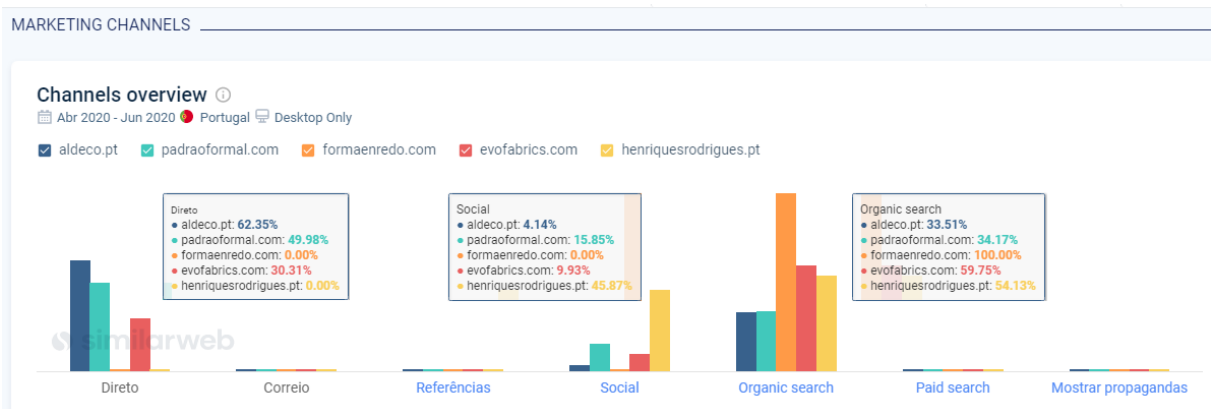 MARKETING CHANNELS
Channels overview
Abr 2020 - Jun 2020 Portugal Desktop Only
aldeco.pt padraoformal.com formaenredo.com evofabrics.com henriquesrodrigues.pt
Direto
• aldeco.pt: 62.35%
• padraoformal.com: 49.98%
• formaenredo.com: 0.00%
• evofabrics.com: 30.31%
• henriquesrodrigues.pt: 0.00%
Social
• aldeco.pt: 4.14%
• padraoformal.com: 15.85%
• formaenredo.com: 0.00%
• evofabrics.com: 9.93%
• henriquesrodrigues.pt: 45.87%
Organic search
• aldeco.pt: 33.51%
• padraoformal.com: 34.17%
• formaenredo.com: 100.00%
• evofabrics.com: 59.75%
• henriquesrodrigues.pt: 54.13%
similarweb
Direto Correio Referências Social Organic search Paid search Mostrar propagandas